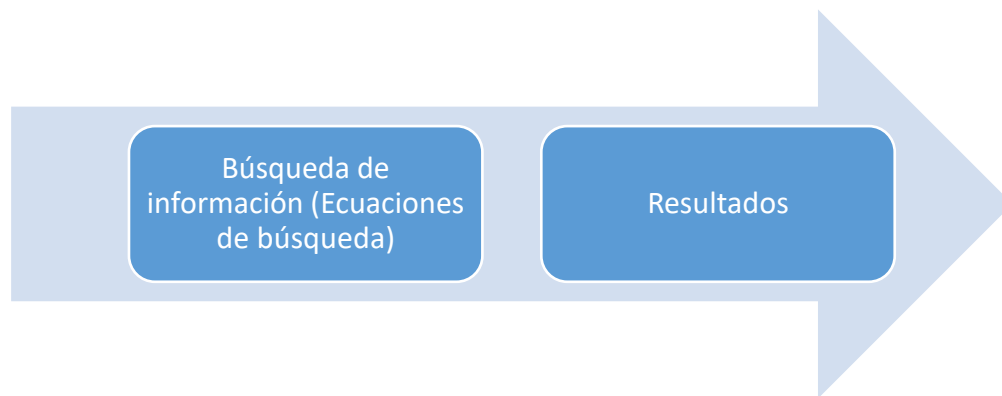 Búsqueda de
información (Ecuaciones
de búsqueda)
Resultados